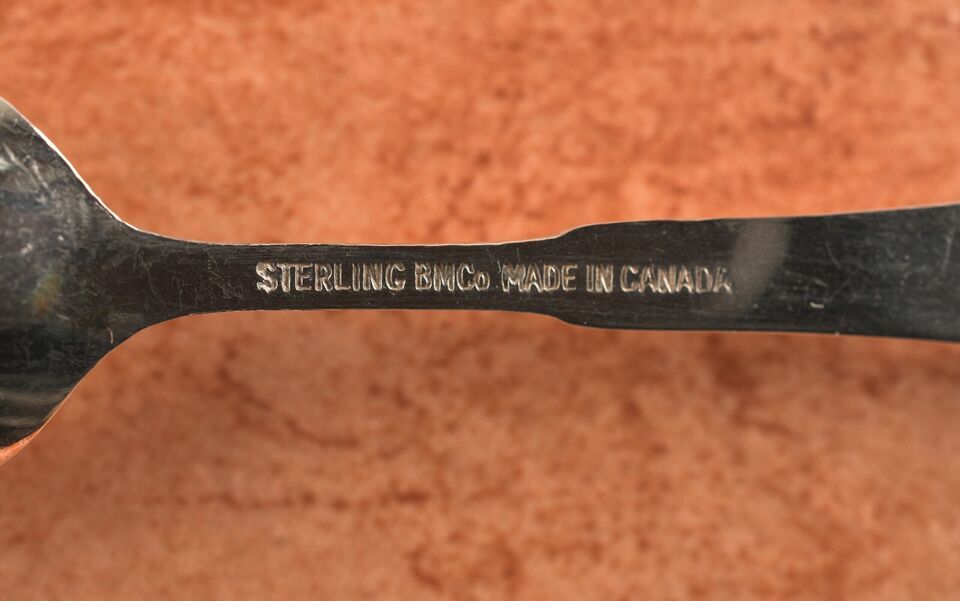 STERLING BMCo MADE IN CANADA